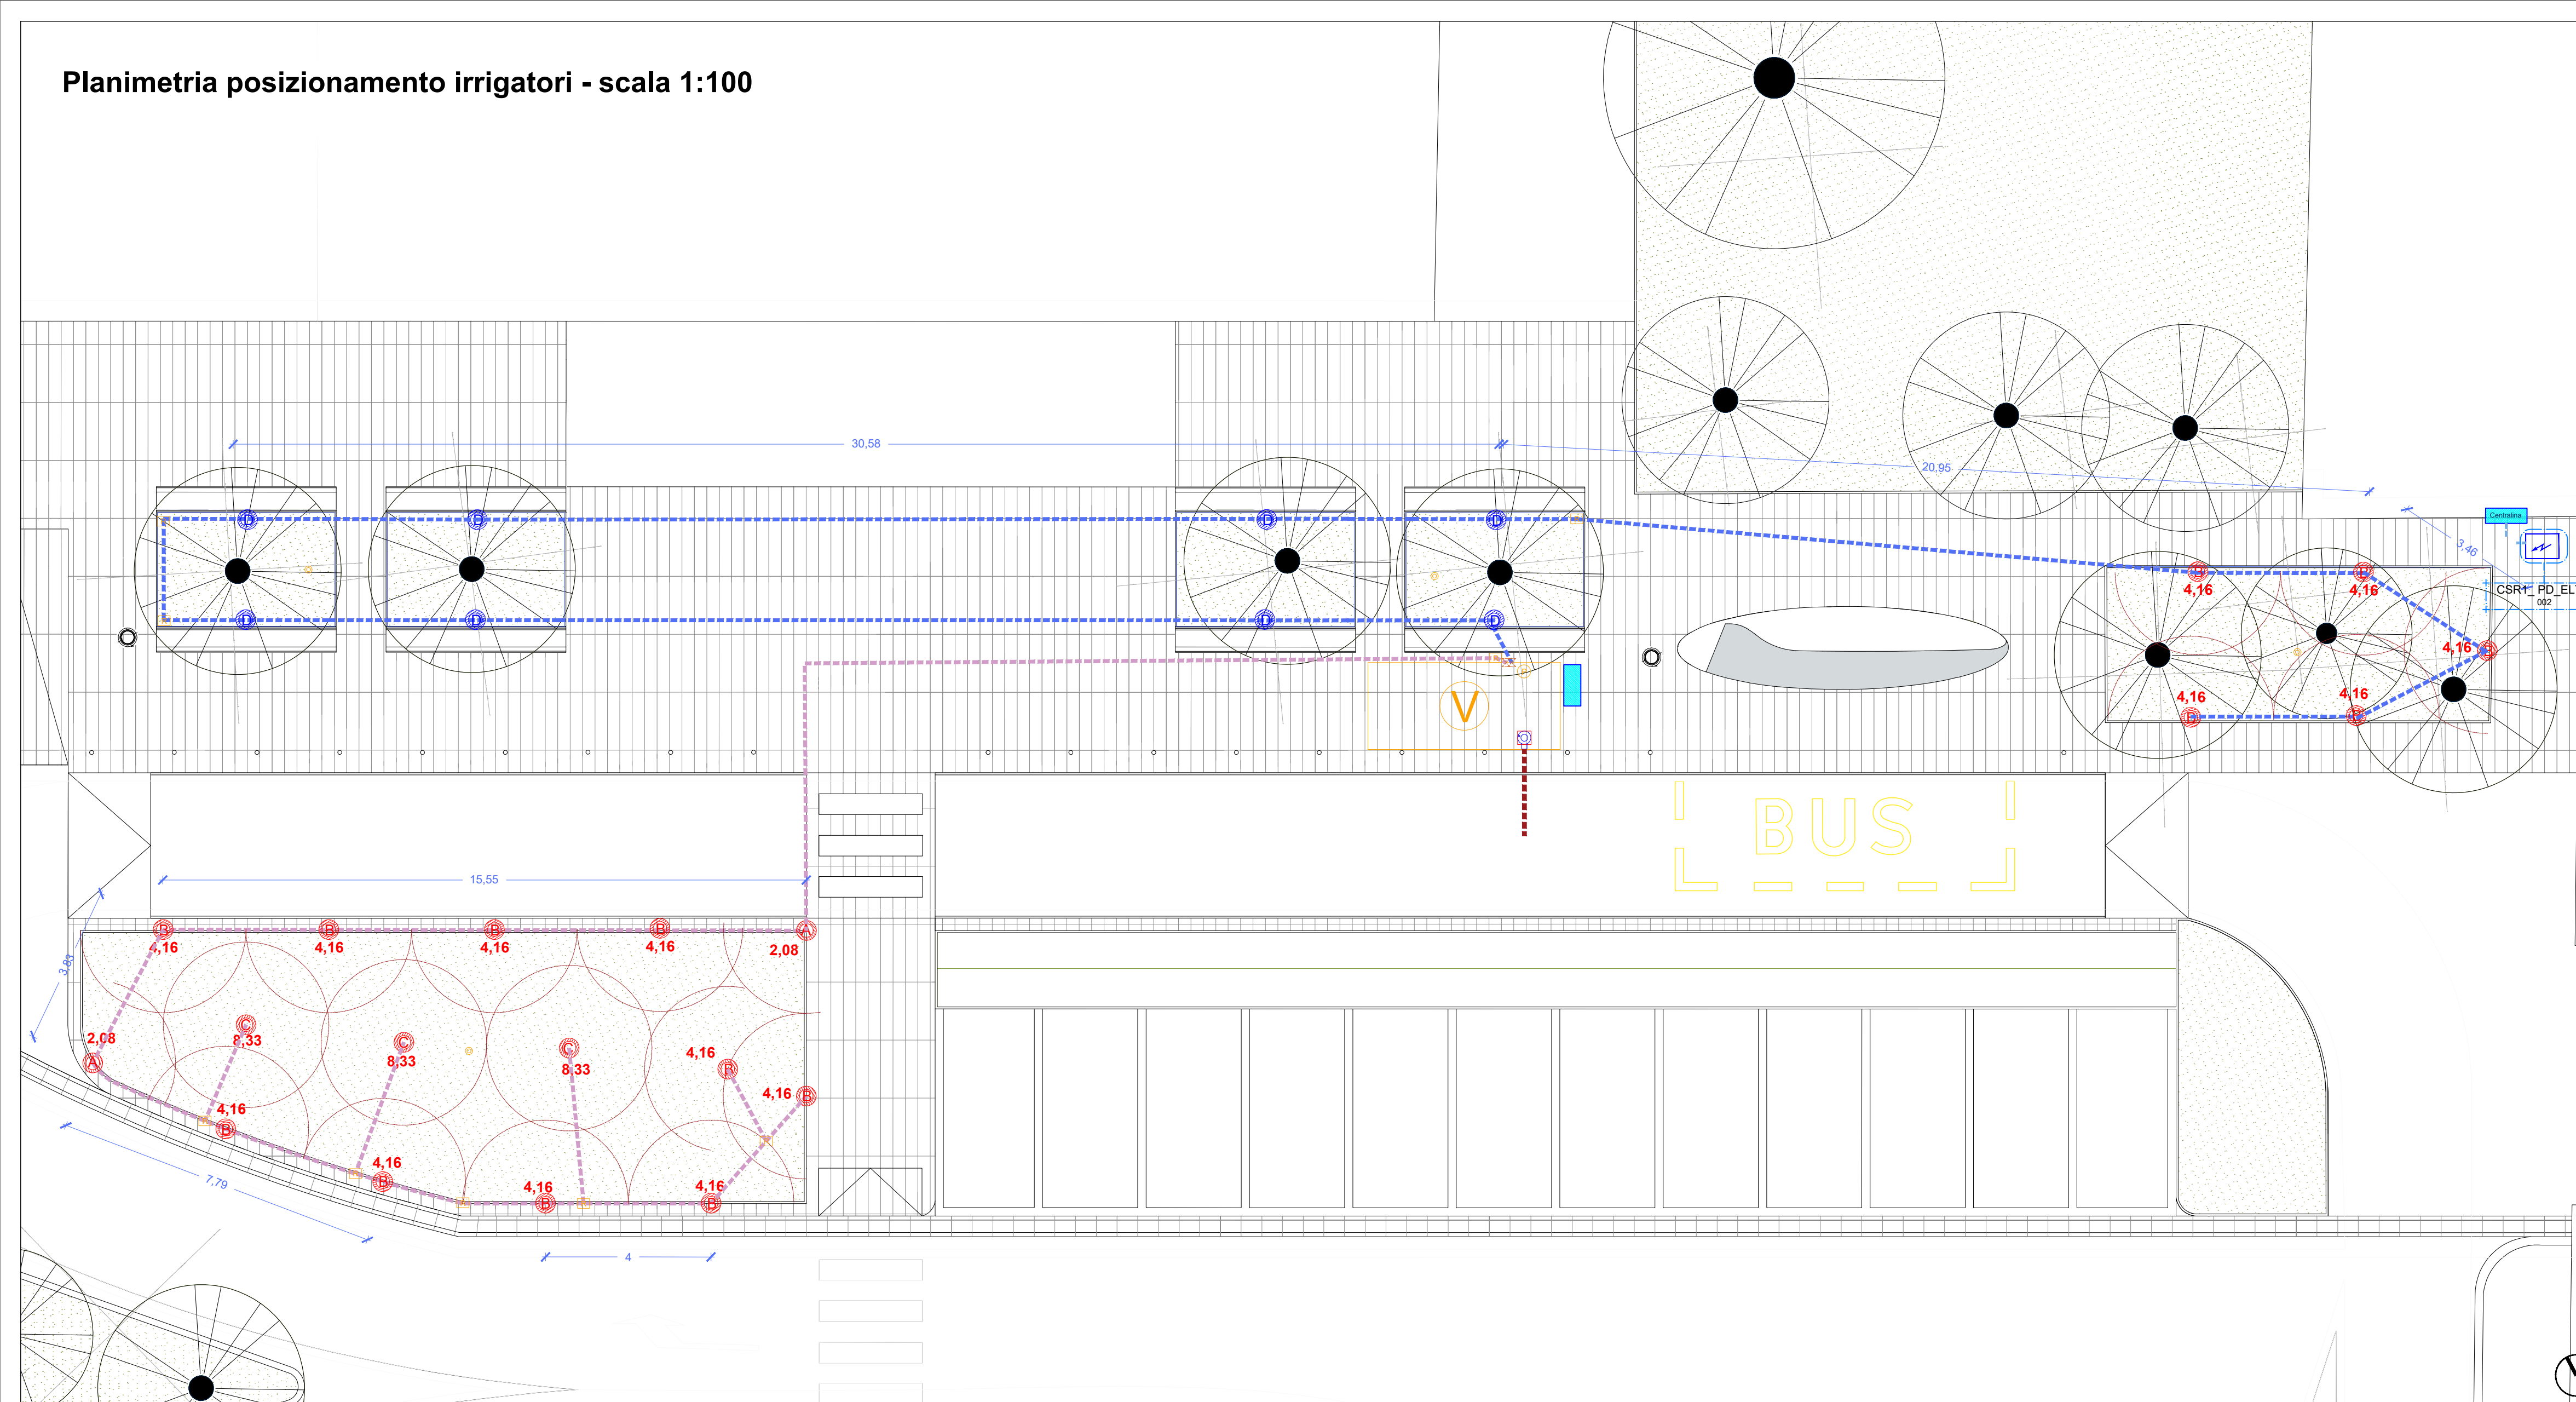 Planimetria posizionamento irrigatori - scala 1:100
30,58
20,95
Centralina
3,46
D
D
D
D
B
B
4,16
4,16
CSR1_ PD_EL
002
D
D
D
D
4,16
B
4,16
4,16
B
B
V
BUS
15,55
B
B
B
B
A
4,16
4,16
4,16
4,16
2,08
3,83
2,08
A
C
8,33
C
8,33
C
8,33
4,16
B
4,16
B
4,16
B
4,16
B
4,16
B
4,16
B
7,79
4